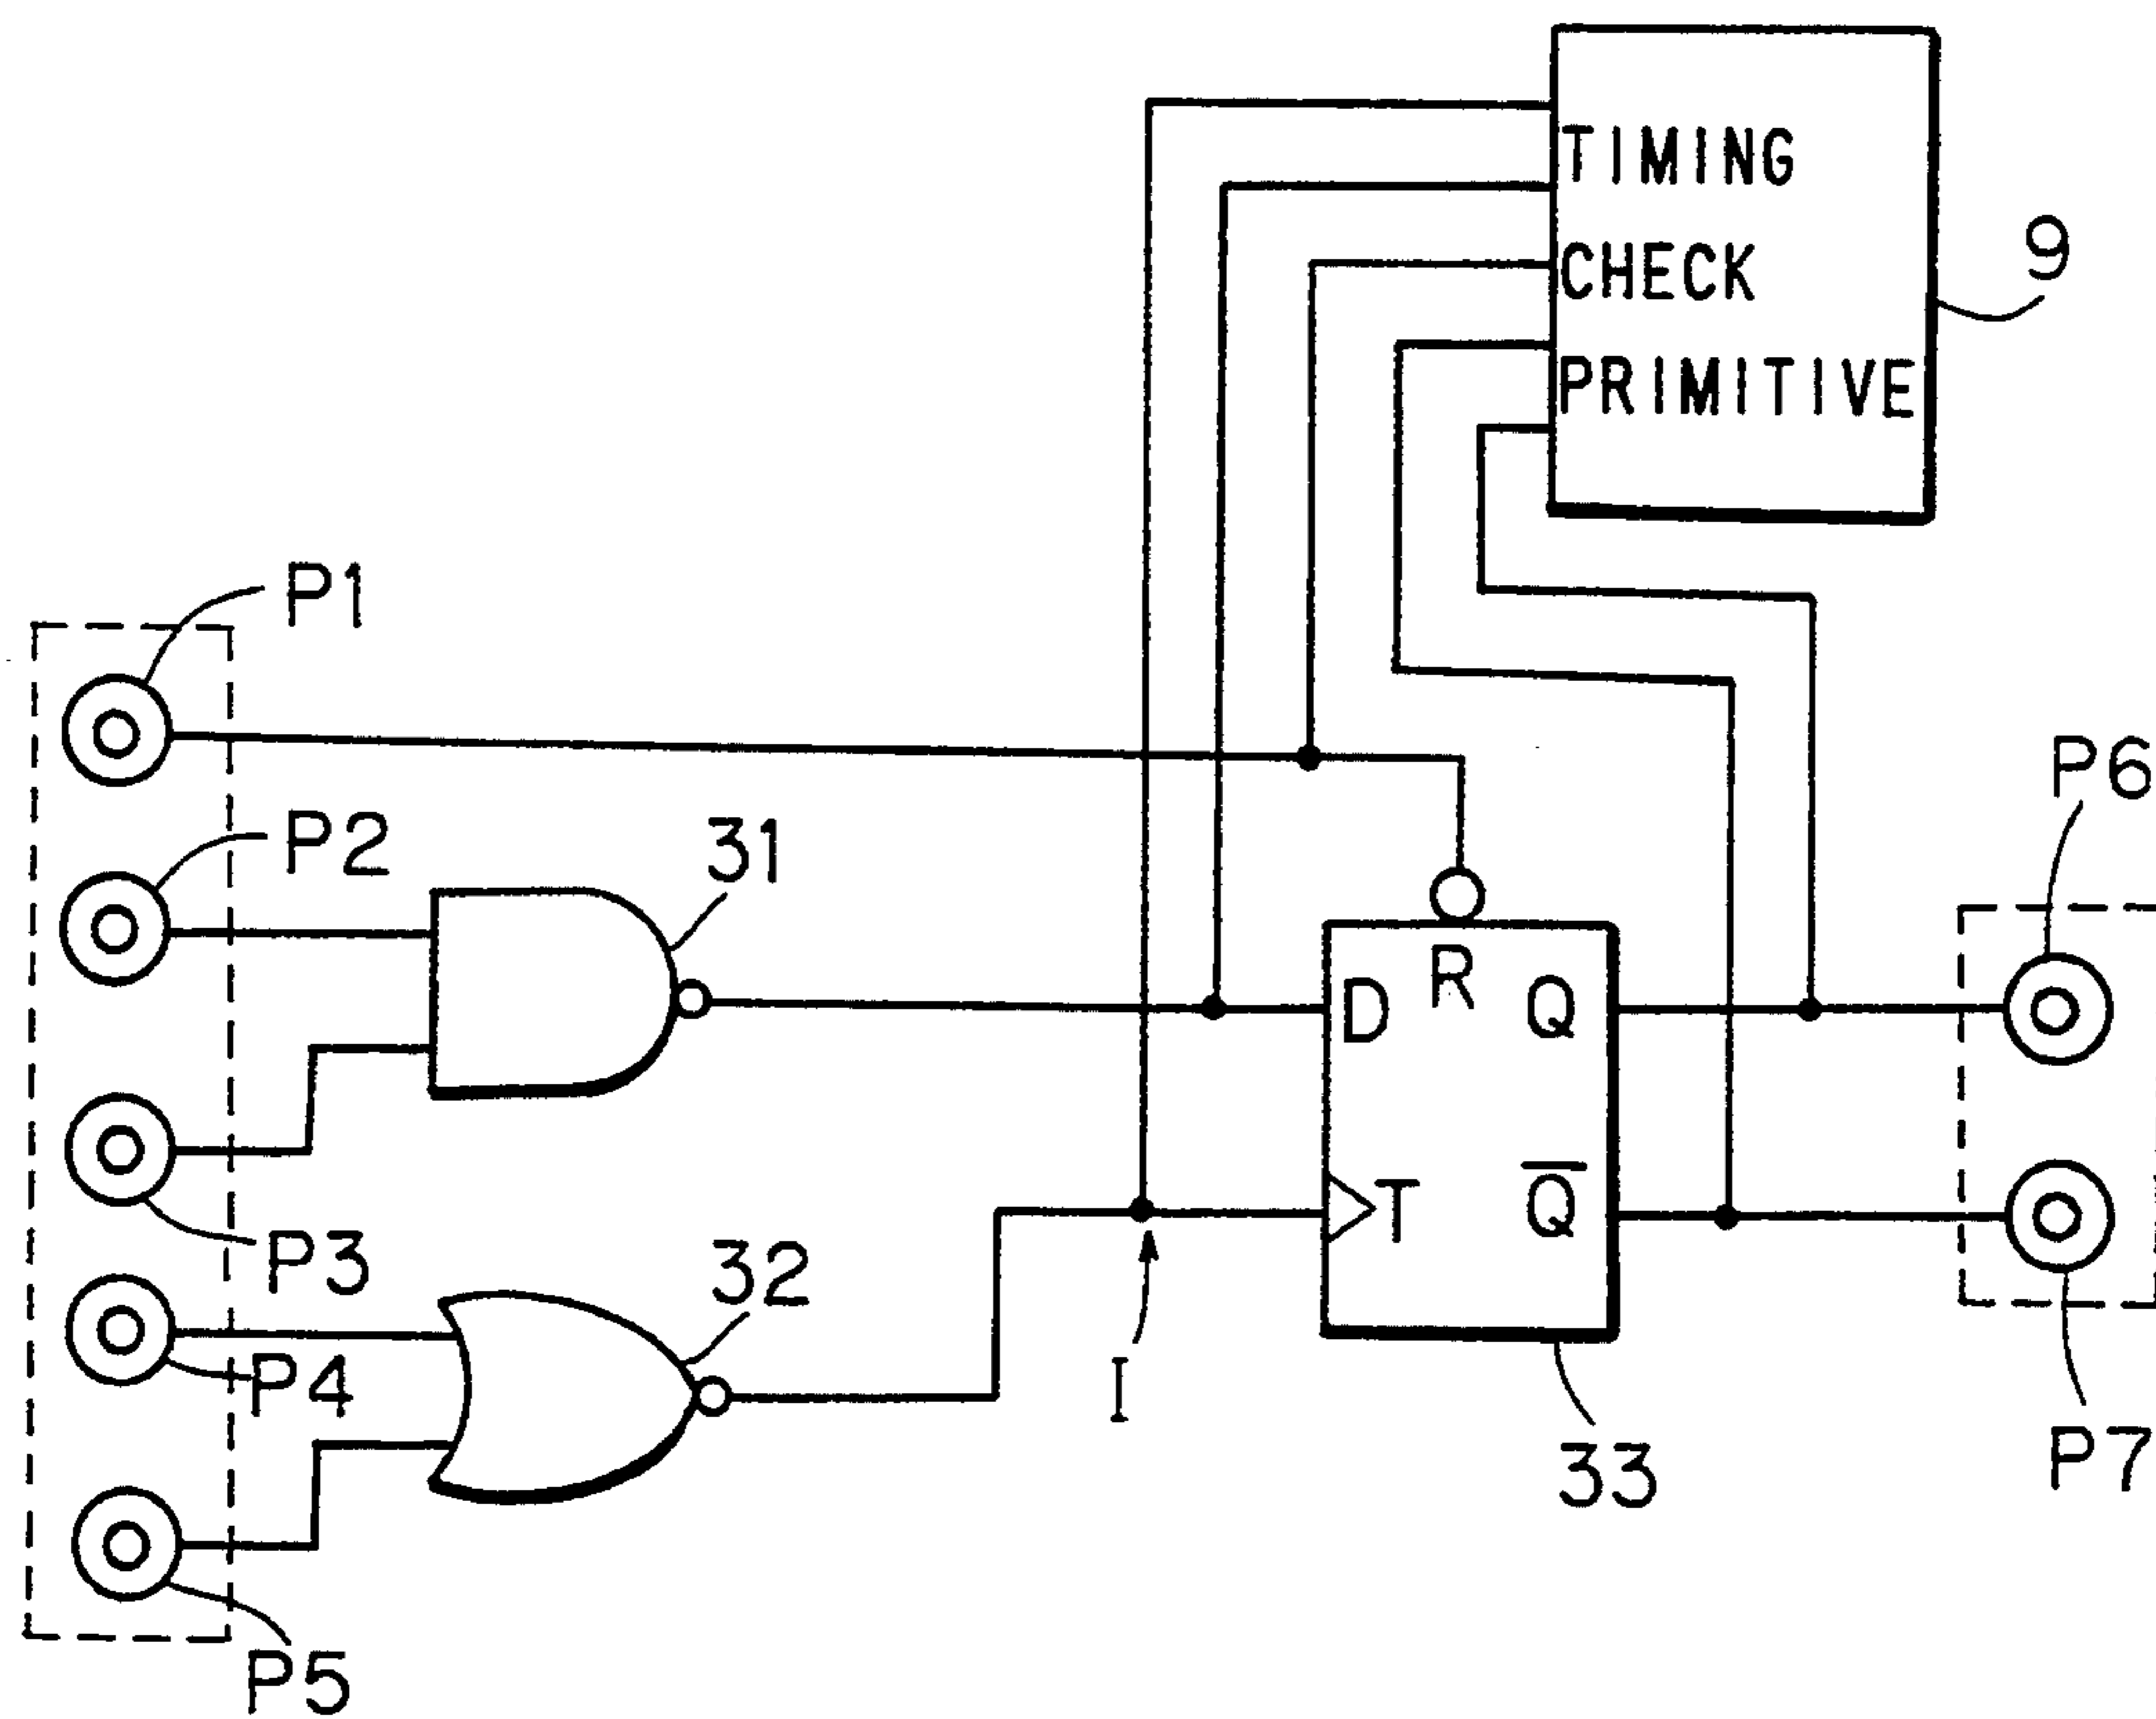 TIMING
CHECK
PRIMITIVE
9
P1
P2
31
P3
P4
32
P5
D
R
Q
T
Q̅
I
33
P6
P7